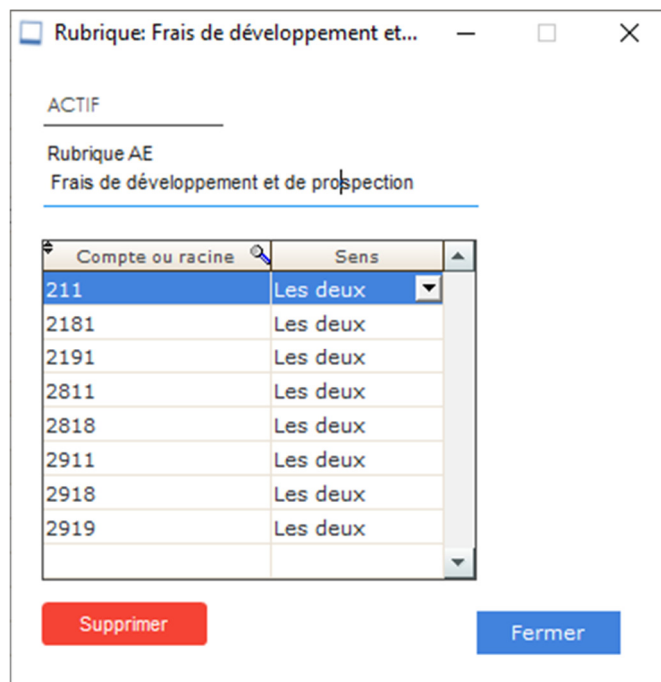 Rubrique: Frais de développement et...
ACTIF
Rubrique AE
Frais de développement et de prospection
Compte ou racine Sens
211 Les deux
2181 Les deux
2191 Les deux
2811 Les deux
2818 Les deux
2911 Les deux
2918 Les deux
2919 Les deux
Supprimer
Fermer